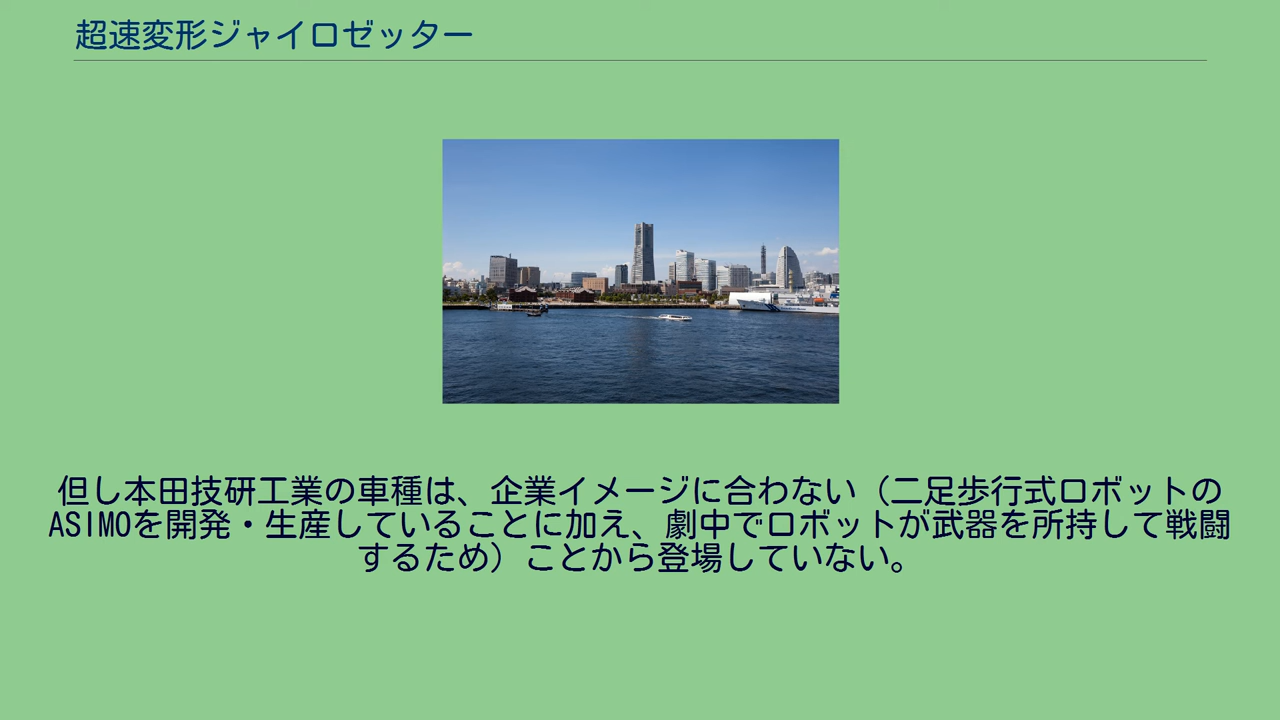 超速変形ジャイロゼッター
但し本田技研工業の車種は、企業イメージに合わない（二足歩行式ロボットの
ASIMOを開発・生産していることに加え、劇中でロボットが武器を所持して戦闘
するため）ことから登場していない。